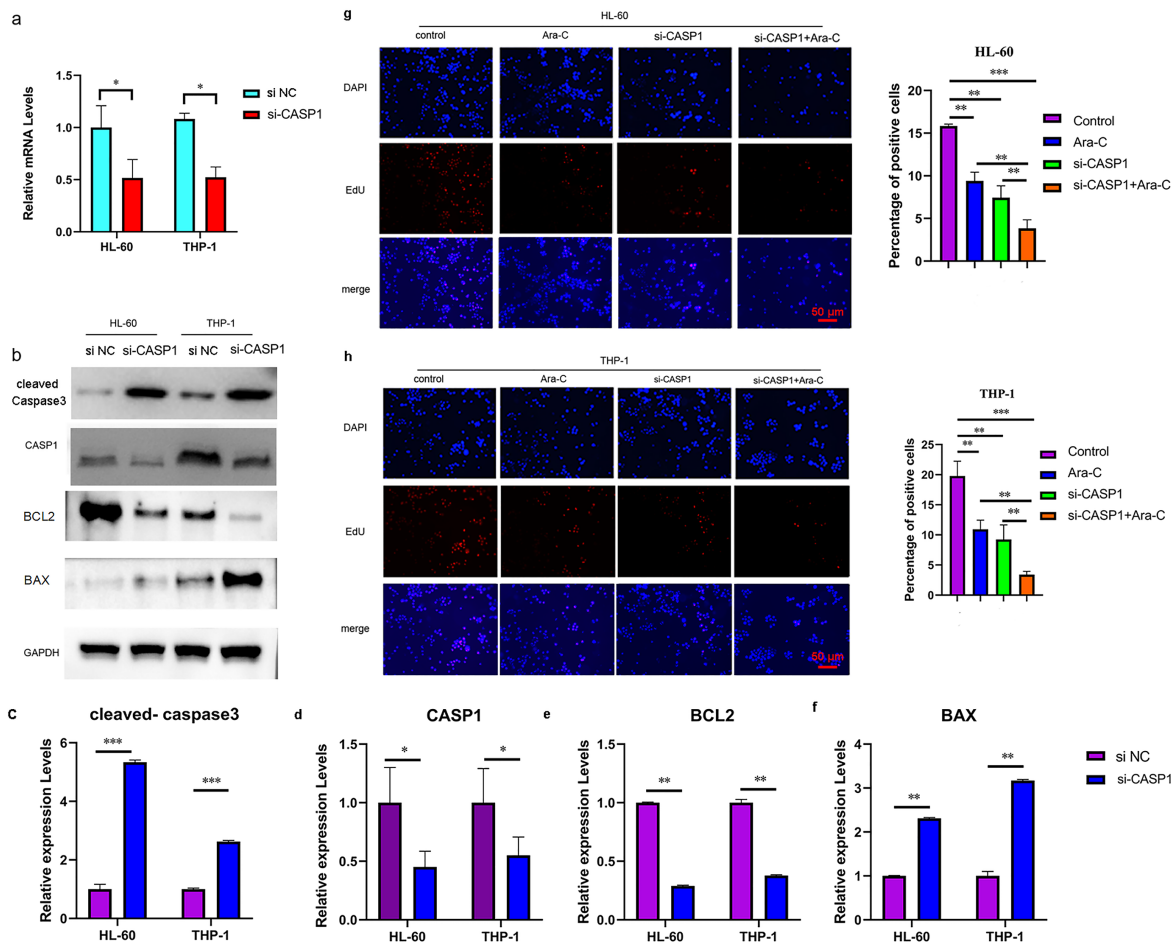 a
Relative mRNA Levels
1.5
1.0
0.5
0.0
*
*
HL-60
THP-1
si NC
si-CASP1
b
HL-60
THP-1
si NC
si-CASP1
si NC
si-CASP1
cleaved
Caspase3
CASP1
BCL2
BAX
GAPDH
g
HL-60
control
Ara-C
si-CASP1
si-CASP1+Ara-C
DAPI
EdU
merge
50 μm
HL-60
Percentage of positive cells
20
15
10
5
0
***
**
**
**
**
Control
Ara-C
si-CASP1
si-CASP1+Ara-C
h
THP-1
control
Ara-C
si-CASP1
si-CASP1+Ara-C
DAPI
EdU
merge
50 μm
THP-1
Percentage of positive cells
25
20
15
10
5
0
***
**
**
**
**
Control
Ara-C
si-CASP1
si-CASP1+Ara-C
C
cleaved- caspase3
Relative expression Levels
6
4
2
0
***
***
HL-60
THP-1
d
CASP1
Relative expression Levels
1.5
1.0
0.5
0.0
*
*
HL-60
THP-1
e
BCL2
Relative expression Levels
1.5
1.0
0.5
0.0
**
**
HL-60
THP-1
f
BAX
Relative expression Levels
4
3
2
1
0
**
**
HL-60
THP-1
si NC
si-CASP1